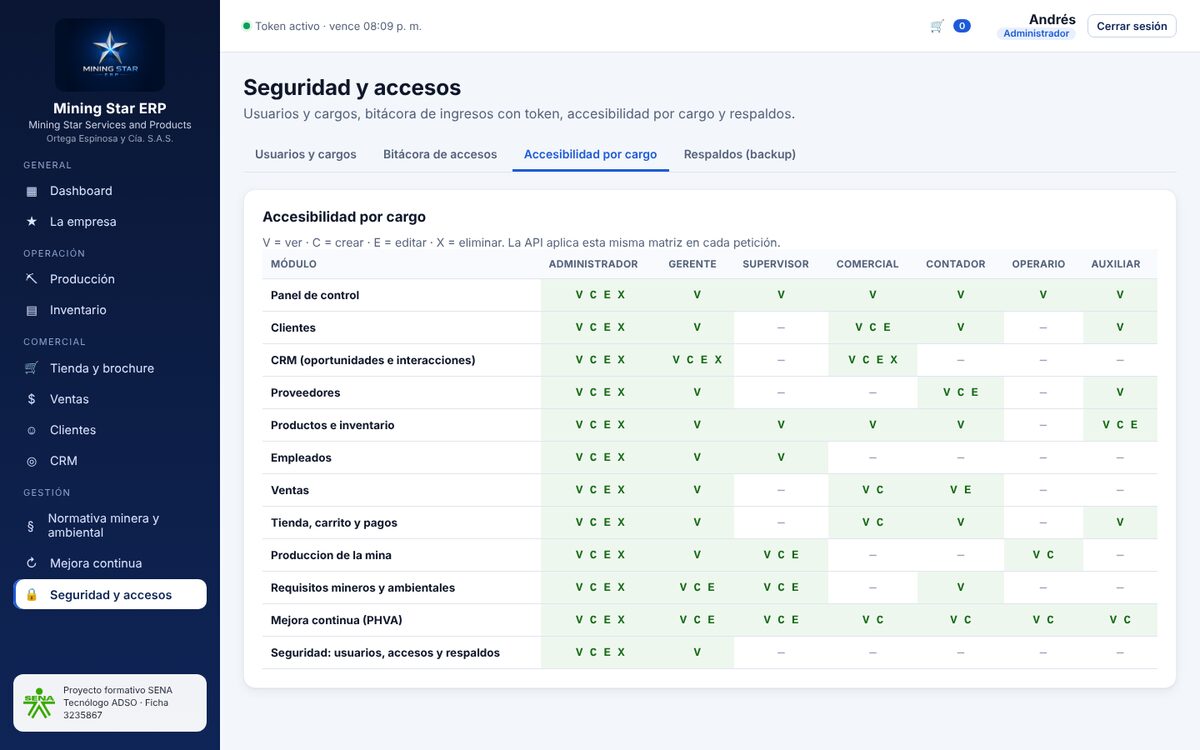 MINING STAR
ERP
Mining Star ERP
Mining Star Services and Products
Ortega Espinosa y Cía. S.A.S.
GENERAL
Dashboard
La empresa
OPERACIÓN
Producción
Inventario
COMERCIAL
Tienda y brochure
$ Ventas
Clientes
CRM
GESTIÓN
§ Normativa minera y
ambiental
Mejora continua
Seguridad y accesos
SENA
Proyecto formativo SENA
Tecnólogo ADSO · Ficha
3235867
Token activo · vence 08:09 p. m.
0
Andrés
Administrador
Cerrar sesión
Seguridad y accesos
Usuarios y cargos, bitácora de ingresos con token, accesibilidad por cargo y respaldos.
Usuarios y cargos Bitácora de accesos Accesibilidad por cargo Respaldos (backup)
Accesibilidad por cargo
V = ver · C = crear · E = editar · X = eliminar. La API aplica esta misma matriz en cada petición.
MÓDULO ADMINISTRADOR GERENTE SUPERVISOR COMERCIAL CONTADOR OPERARIO AUXILIAR
Panel de control V C E X V V V V V V
Clientes V C E X V — V C E V — V
CRM (oportunidades e interacciones) V C E X V C E X — V C E X — — —
Proveedores V C E X V — — V C E — V
Productos e inventario V C E X V V V V — V C E
Empleados V C E X V V — — — —
Ventas V C E X V — V C V E — —
Tienda, carrito y pagos V C E X V — V C V — V
Produccion de la mina V C E X V V C E — — V C —
Requisitos mineros y ambientales V C E X V C E V C E — V — —
Mejora continua (PHVA) V C E X V C E V C E V C V C V C V C
Seguridad: usuarios, accesos y respaldos V C E X V — — — — —